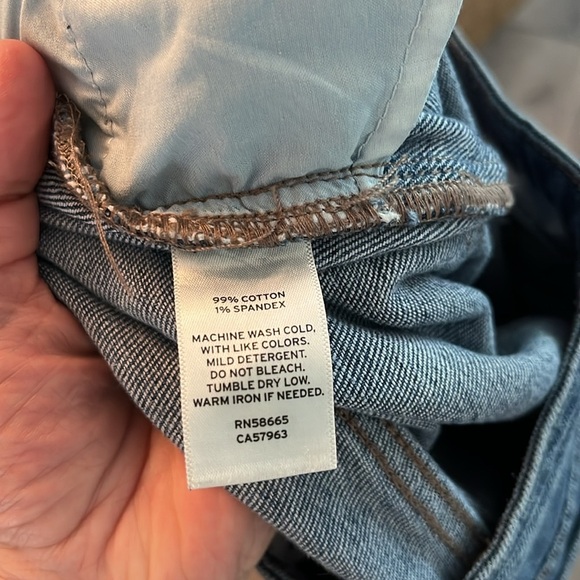 99% COTTON
1% SPANDEX
MACHINE WASH COLD,
WITH LIKE COLORS.
MILD DETERGENT.
DO NOT BLEACH.
TUMBLE DRY LOW.
WARM IRON IF NEEDED.
RN58665
CA57963